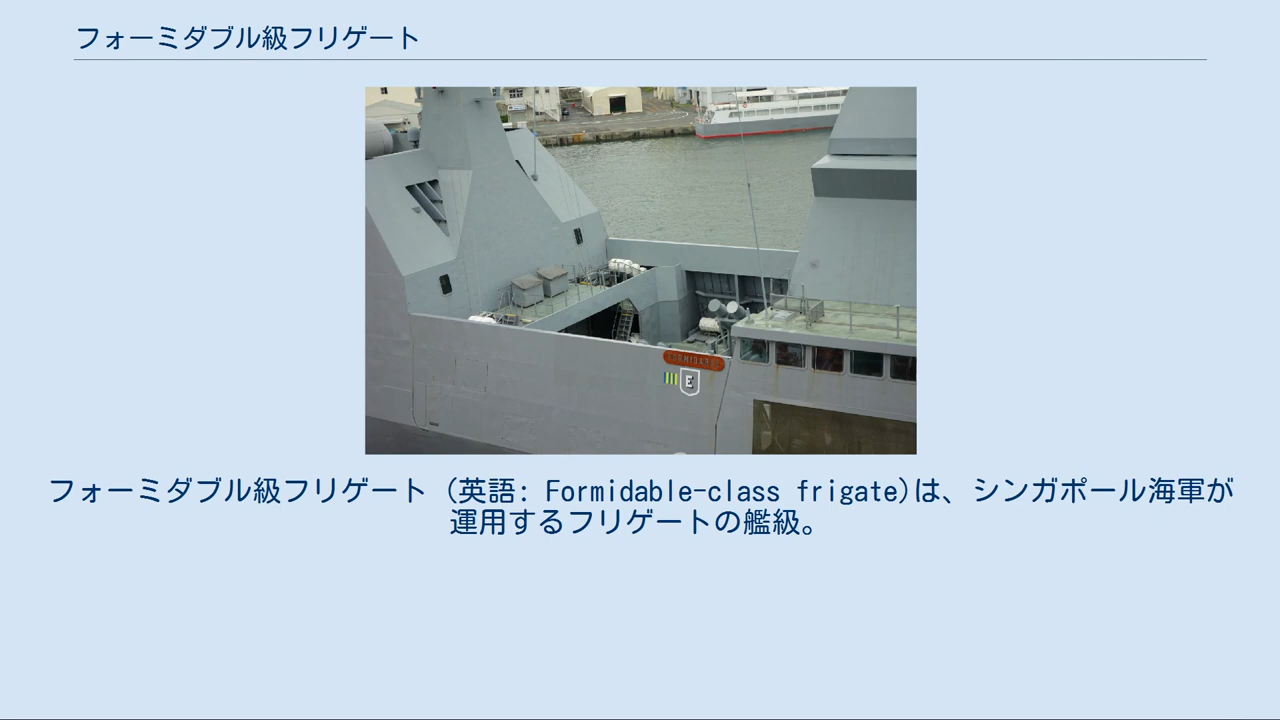 フォーミダブル級フリゲート
FORMIDABLE
E
フォーミダブル級フリゲート (英語: Formidable-class frigate)は、シンガポール海軍が
運用するフリゲートの艦級。